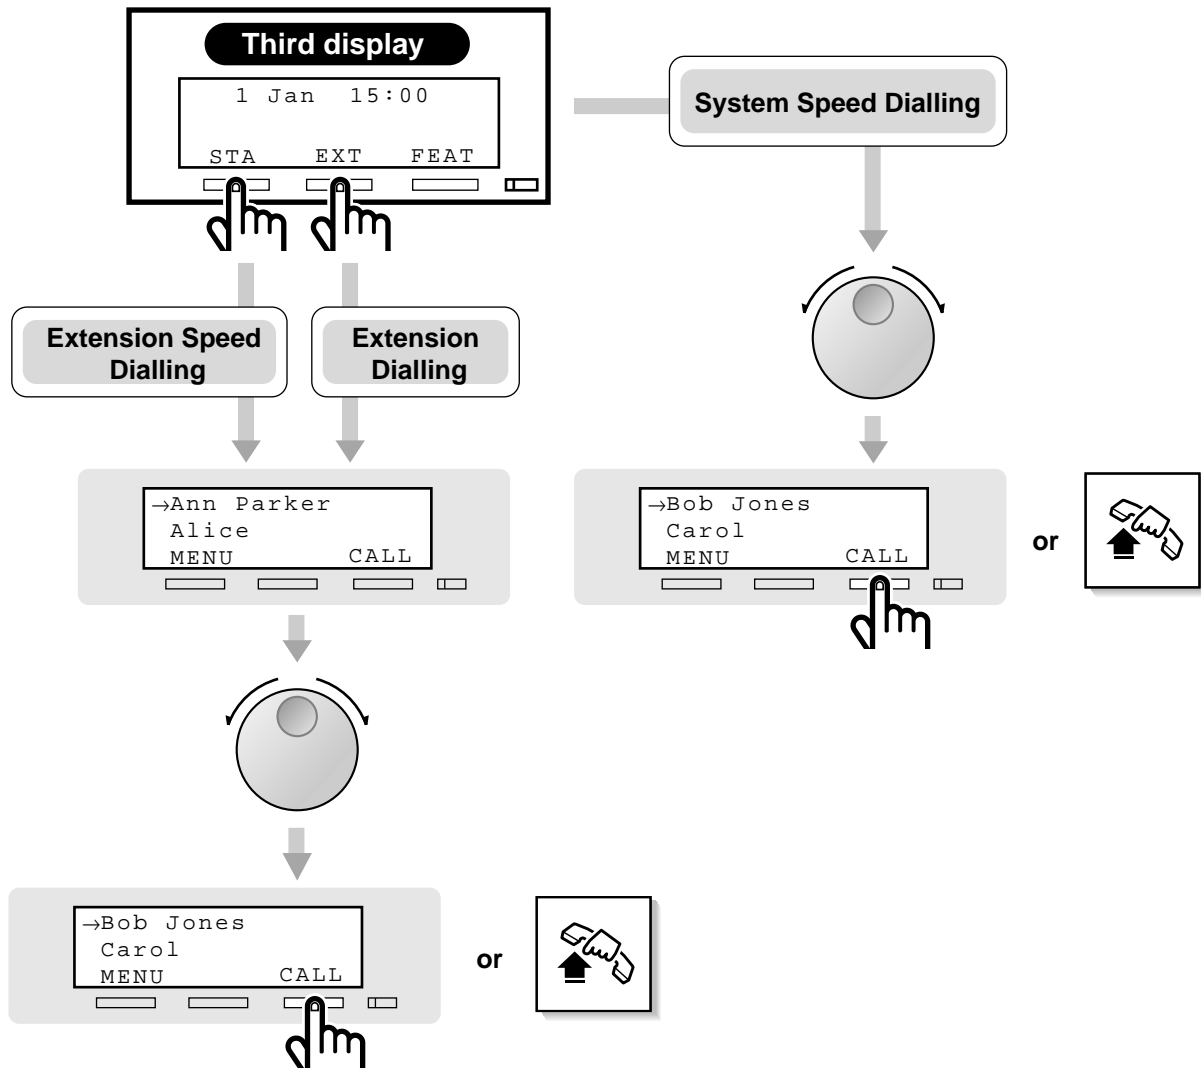 Third display
1 Jan 15:00
STA EXT FEAT
System Speed Dialling
Extension Speed
Dialling
Extension
Dialling
→Ann Parker
Alice
MENU CALL
→Bob Jones
Carol
MENU CALL
or
→Bob Jones
Carol
MENU CALL
or